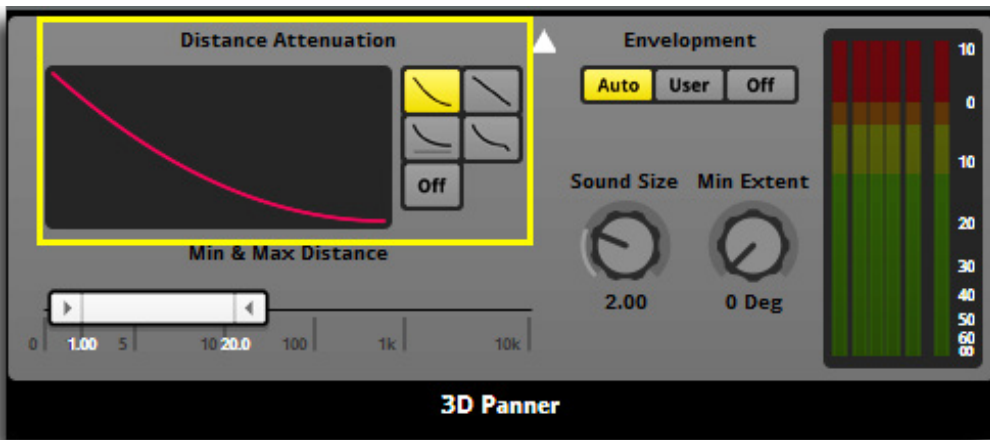 Distance Attenuation
Off
Min & Max Distance
0 1.00 5 10 20.0 100 1k 10k
Envelopment
Auto User Off
Sound Size Min Extent
2.00 0 Deg
10
0
10
20
30
40
50
60
∞
3D Panner